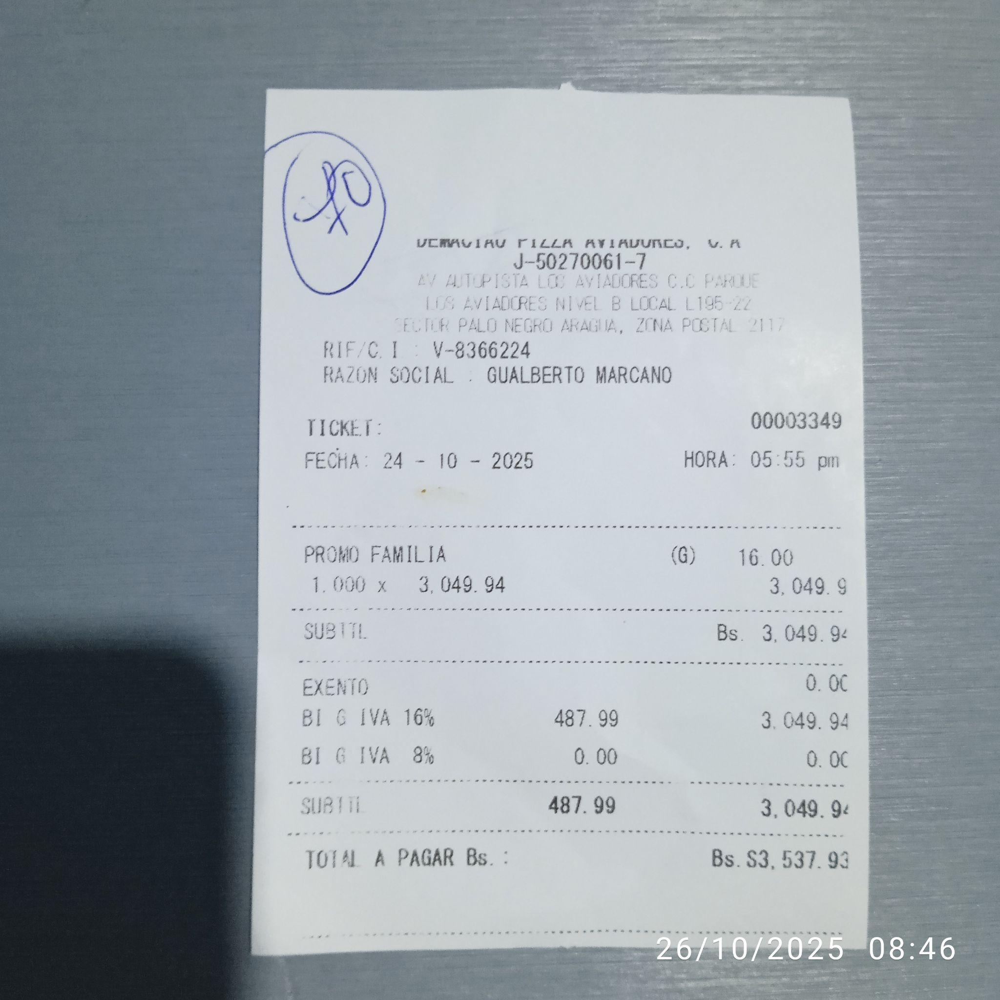 DEMACIAO PIZZA AVIADORES, C.A
J-50270061-7
AV AUTOPISTA LOS AVIADORES C.C PARQUE
LOS AVIADORES NIVEL B LOCAL L195-22
SECTOR PALO NEGRO ARAGUA, ZONA POSTAL 2117
RIF/C.I : V-8366224
RAZON SOCIAL : GUALBERTO MARCANO
TICKET: 00003349
FECHA: 24 - 10 - 2025 HORA: 05:55 pm
PROMO FAMILIA (G) 16.00
1.000 x 3,049.94 3,049.9
SUBTTL Bs. 3,049.94
EXENTO 0.00
BI G IVA 16% 487.99 3,049.94
BI G IVA 8% 0.00 0.00
SUBTTL 487.99 3,049.94
TOTAL A PAGAR Bs.: Bs.S3,537.93
26/10/2025 08:46